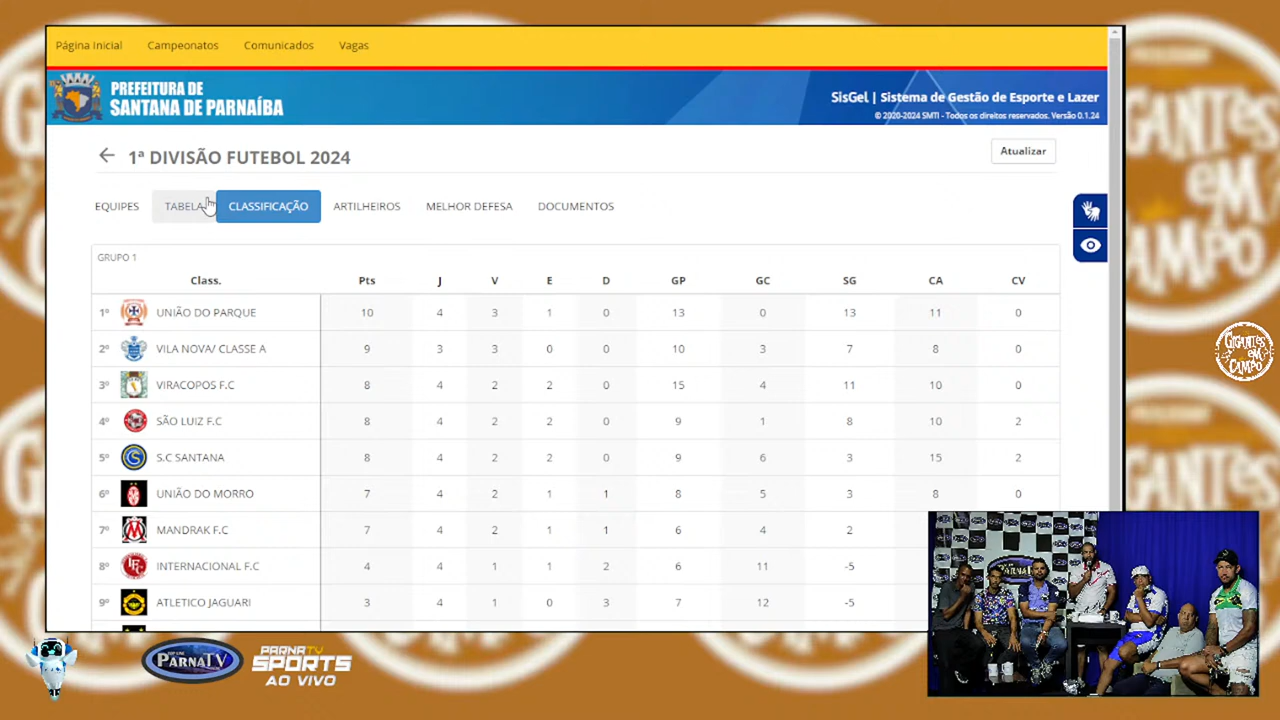 Página Inicial Campeonatos Comunicados Vagas
PREFEITURA DE
SANTANA DE PARNAÍBA
SisGel | Sistema de Gestão de Esporte e Lazer
© 2020-2024 SMTI - Todos os direitos reservados. Versão 0.1.24
1ª DIVISÃO FUTEBOL 2024
Atualizar
EQUIPES TABELA CLASSIFICAÇÃO ARTILHEIROS MELHOR DEFESA DOCUMENTOS
GRUPO 1
Class. Pts J V E D GP GC SG CA CV
1º UNIÃO DO PARQUE 10 4 3 1 0 13 0 13 11 0
2º VILA NOVA/ CLASSE A 9 3 3 0 0 10 3 7 8 0
3º VIRACOPOS F.C 8 4 2 2 0 15 4 11 10 0
4º SÃO LUIZ F.C 8 4 2 2 0 9 1 8 10 2
5º S.C SANTANA 8 4 2 2 0 9 6 3 15 2
6º UNIÃO DO MORRO 7 4 2 1 1 8 5 3 8 0
7º MANDRAK F.C 7 4 2 1 1 6 4 2
8º INTERNACIONAL F.C 4 4 1 1 2 6 11 -5
9º ATLETICO JAGUARI 3 4 1 0 3 7 12 -5
GIGANTES
EM
CAMPO
PARNATV
PARNATV
SPORTS
AO VIVO